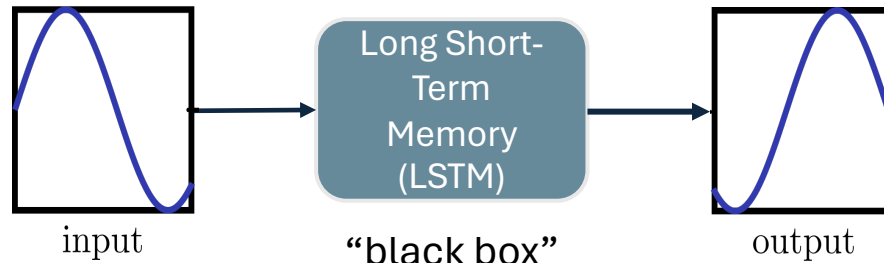 Long Short-
Term
Memory
(LSTM)
input
“black box”
output